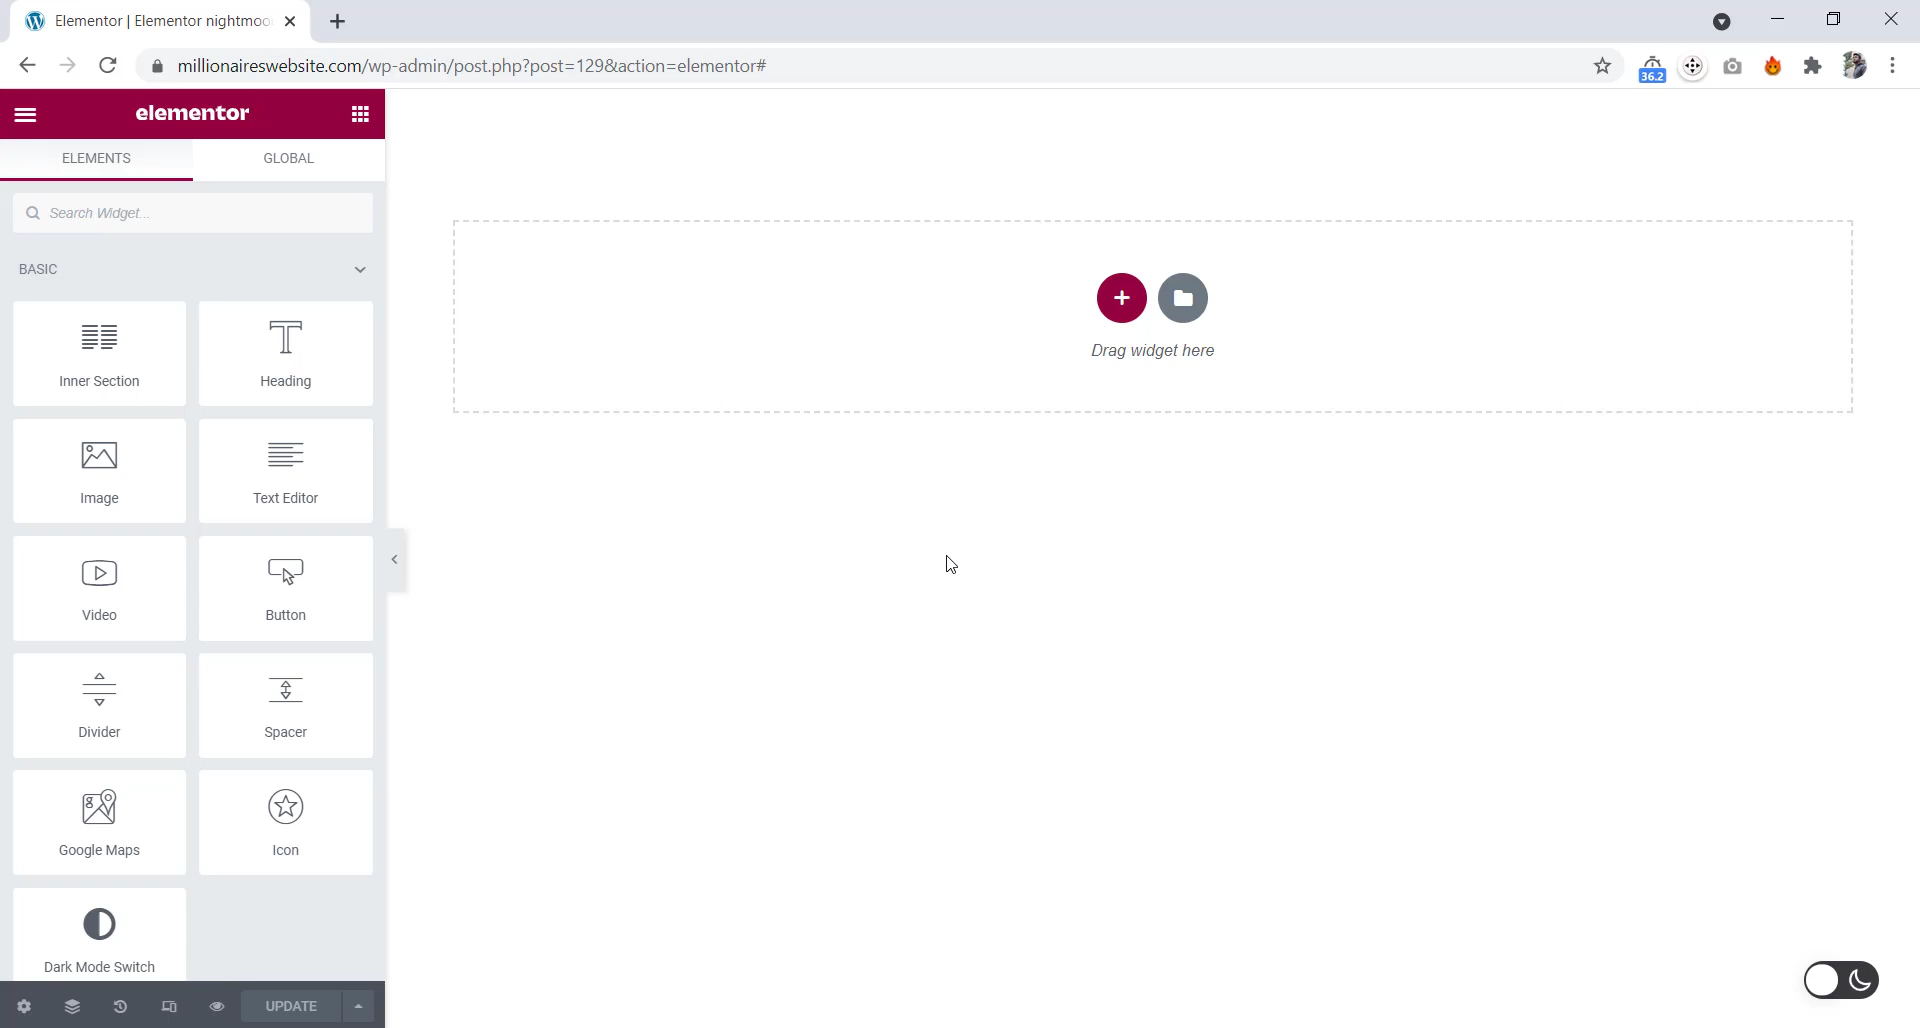 Elementor | Elementor nightmoo
millionaireswebsite.com/wp-admin/post.php?post=129&action=elementor#
36.2
elementor
ELEMENTS
GLOBAL
Search Widget...
BASIC
Inner Section
Heading
Image
Text Editor
Video
Button
Divider
Spacer
Google Maps
Icon
Dark Mode Switch
UPDATE
Drag widget here